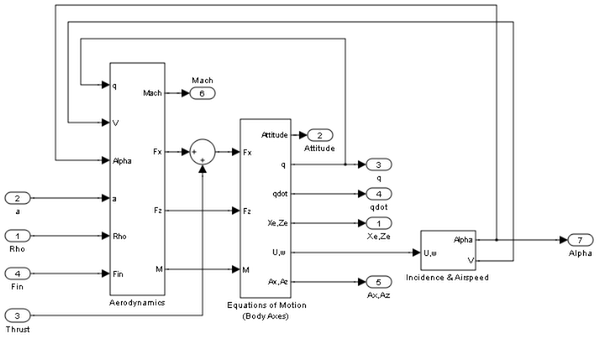 Mach
6
q
V
Alpha
a
Rho
Fin
Mach
Fx
Fz
M
Aerodynamics
2
a
1
Rho
4
Fin
3
Thrust
+
+
Fx
Fz
M
Attitude
q
qdot
Xe,Ze
U,w
Ax,Az
Equations of Motion
(Body Axes)
2
Attitude
3
q
4
qdot
1
Xe,Ze
5
Ax,Az
U,w
Alpha
V
Incidence & Airspeed
7
Alpha